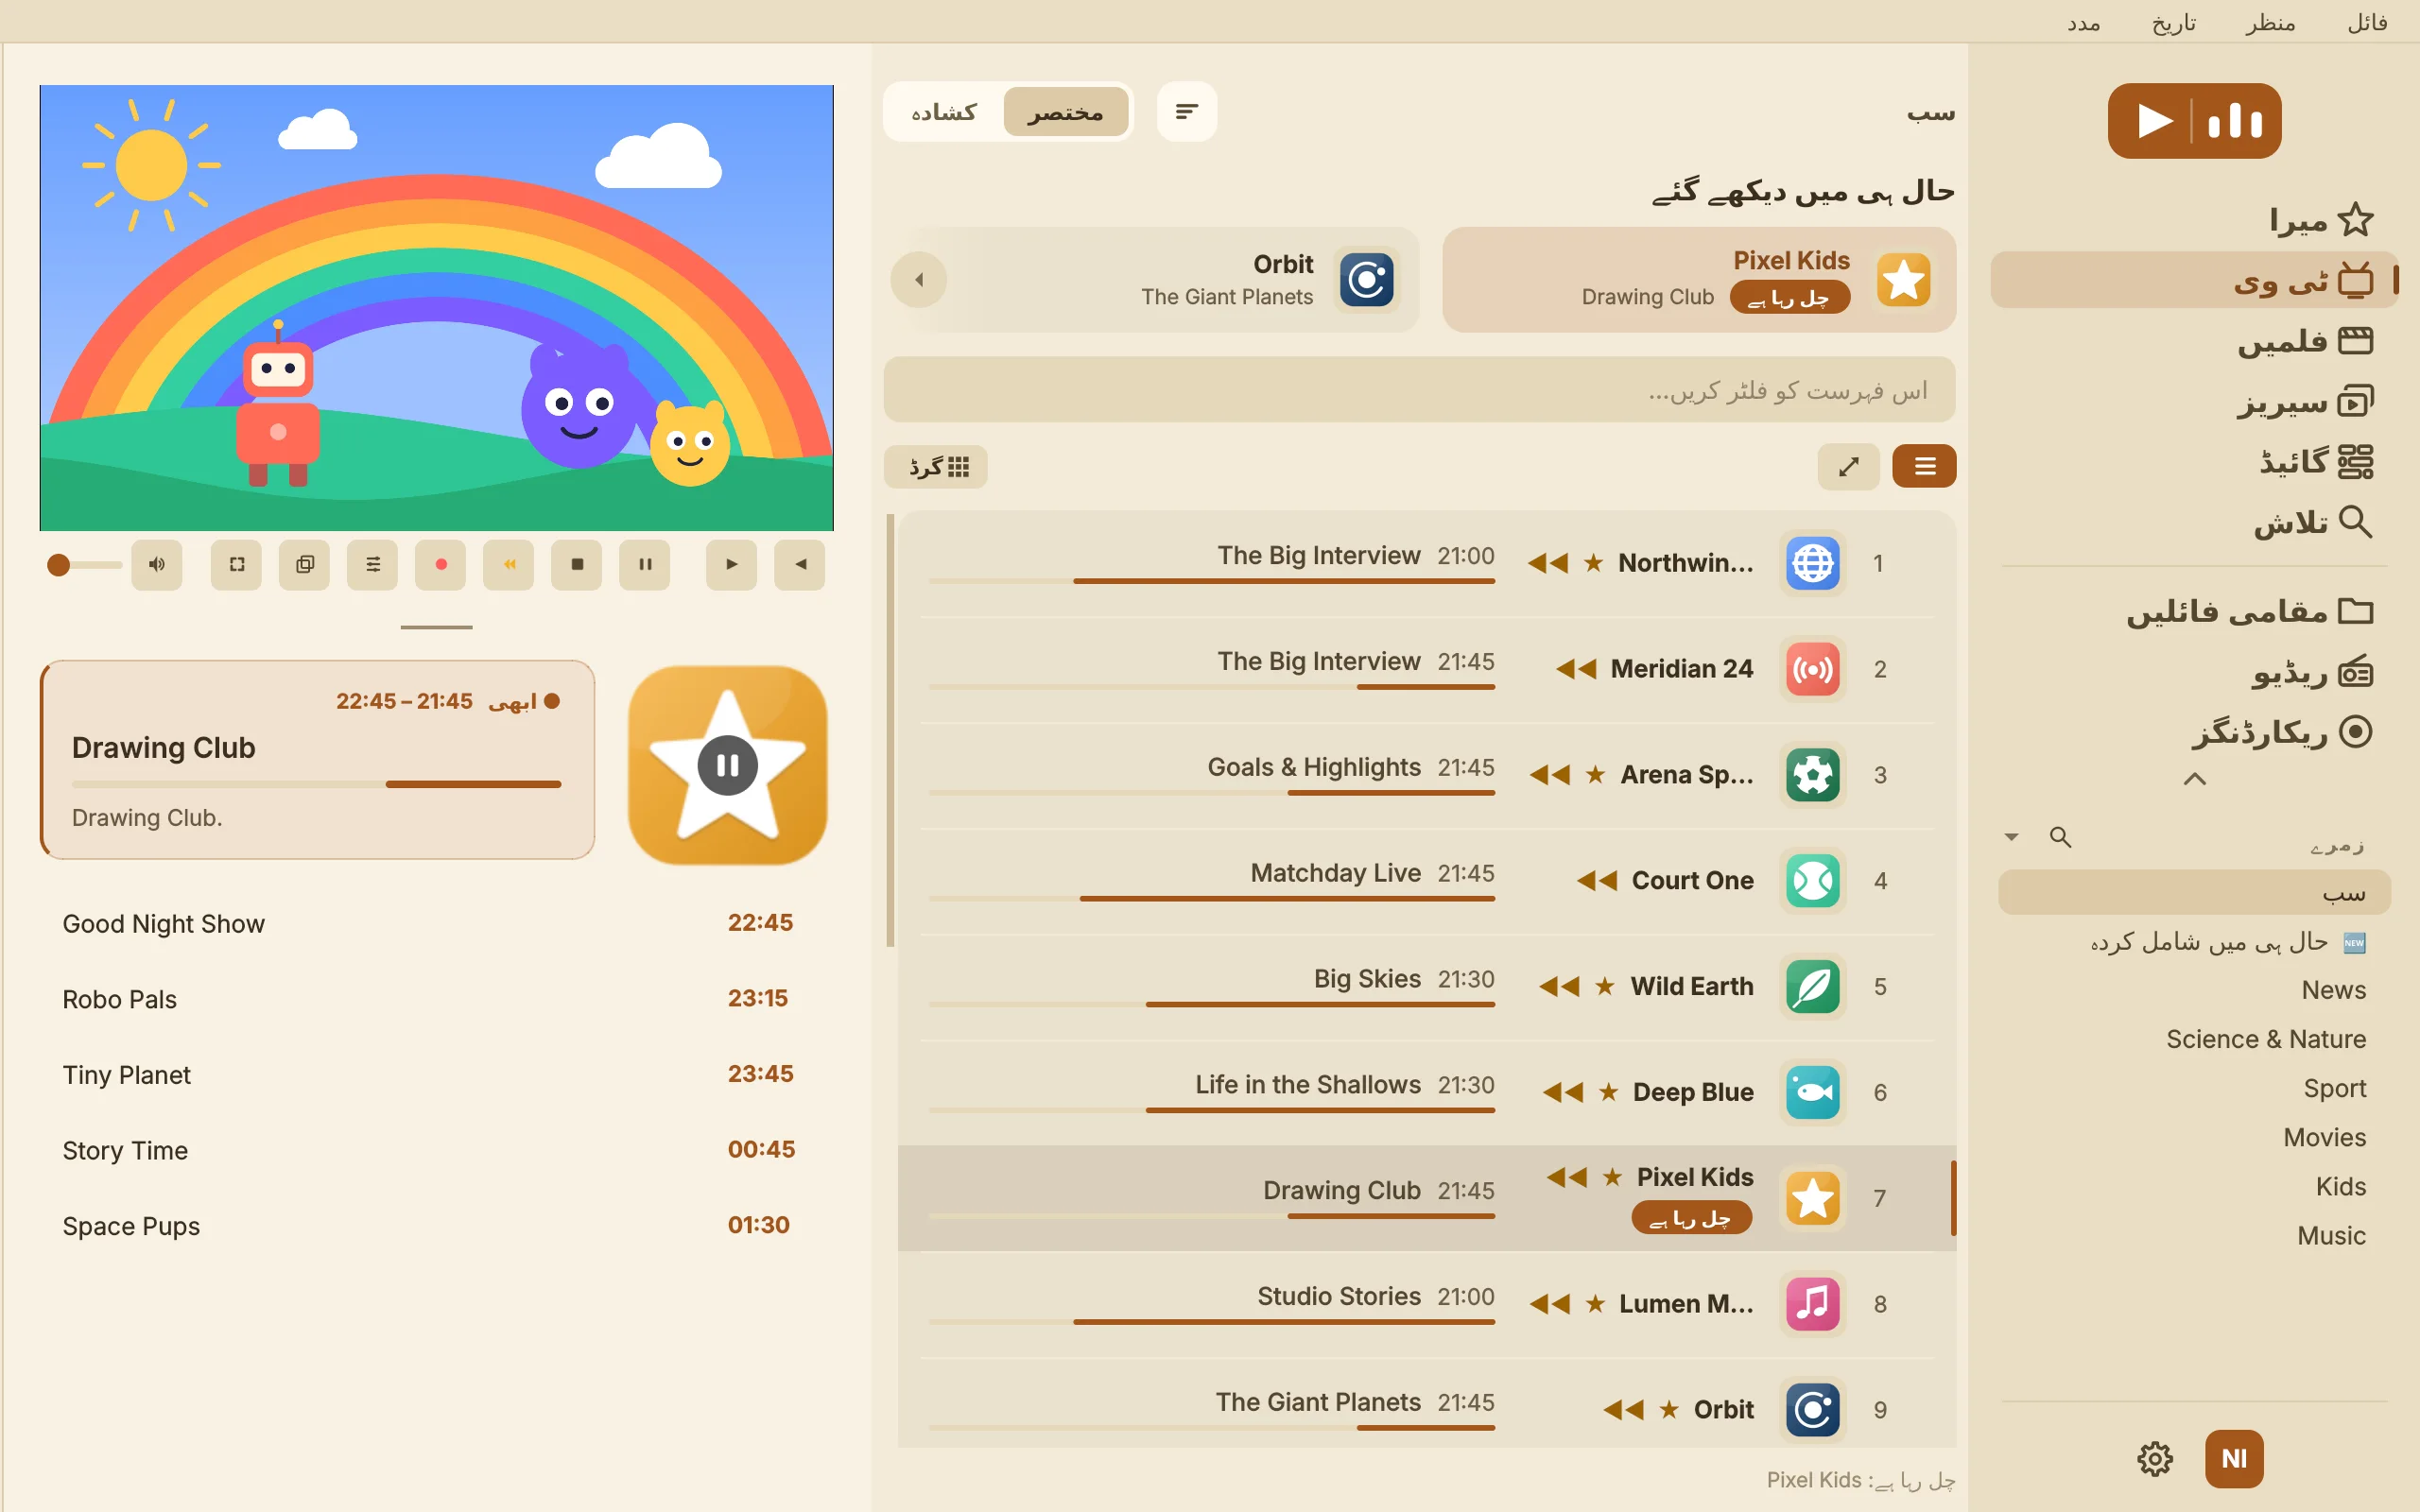 فائل
منظر
تاریخ
مدد
میرا
ٹی وی
فلمیں
سیریز
گائیڈ
تلاش
مقامی فائلیں
ریڈیو
ریکارڈنگز
زمرے
سب
🆕 حال ہی میں شامل کردہ
News
Science & Nature
Sport
Movies
Kids
Music
NI
سب
مختصر
کشادہ
حال ہی میں دیکھے گئے
Pixel Kids
چل رہا ہے Drawing Club
Orbit
The Giant Planets
اس فہرست کو فلٹر کریں...
گرڈ
1 Northwin... ★ 21:00 The Big Interview
2 Meridian 24 21:45 The Big Interview
3 Arena Sp... ★ 21:45 Goals & Highlights
4 Court One 21:45 Matchday Live
5 Wild Earth ★ 21:30 Big Skies
6 Deep Blue ★ 21:30 Life in the Shallows
7 Pixel Kids ★ 21:45 Drawing Club
چل رہا ہے
8 Lumen M... ★ 21:00 Studio Stories
9 Orbit ★ 21:45 The Giant Planets
چل رہا ہے: Pixel Kids
ابھی 21:45 – 22:45
Drawing Club
Drawing Club.
22:45 Good Night Show
23:15 Robo Pals
23:45 Tiny Planet
00:45 Story Time
01:30 Space Pups